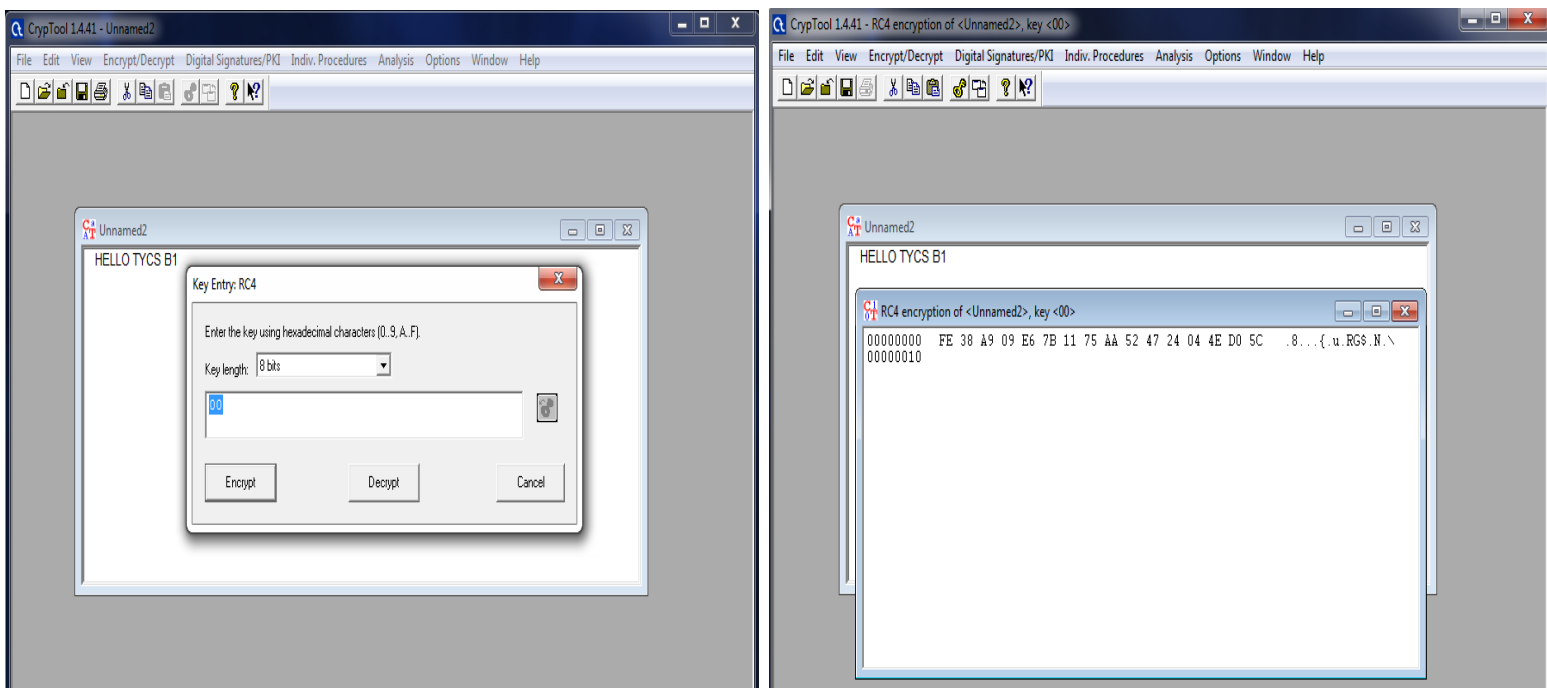 CrypTool 1.4.41 - Unnamed2
File Edit View Encrypt/Decrypt Digital Signatures/PKI Indiv. Procedures Analysis Options Window Help
Unnamed2
HELLO TYCS B1
Key Entry: RC4
Enter the key using hexadecimal characters (0..9, A..F).
Key length: 8 bits
00
Encrypt Decrypt Cancel
CrypTool 1.4.41 - RC4 encryption of <Unnamed2>, key <00>
File Edit View Encrypt/Decrypt Digital Signatures/PKI Indiv. Procedures Analysis Options Window Help
Unnamed2
HELLO TYCS B1
RC4 encryption of <Unnamed2>, key <00>
00000000 FE 38 A9 09 E6 7B 11 75 AA 52 47 24 04 4E D0 5C .8...{.u.RG$.N.\
00000010